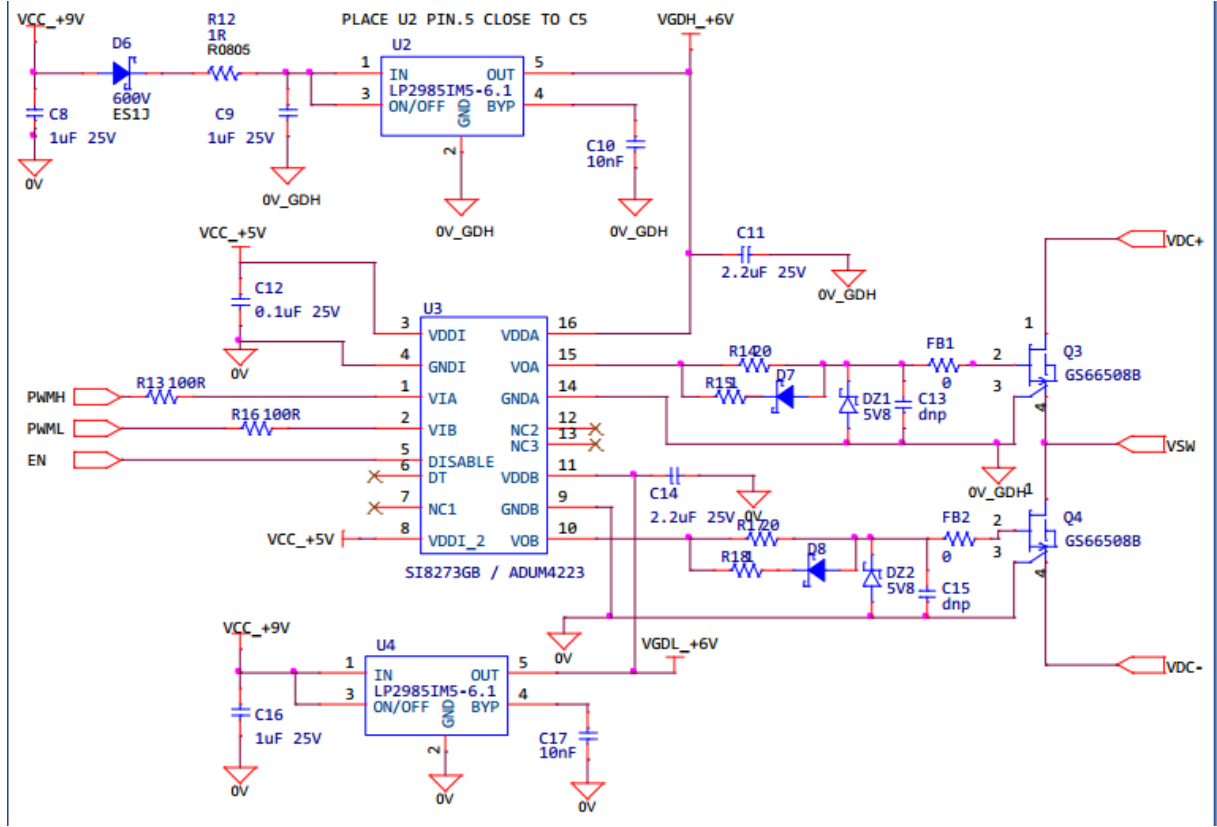 VCC_+9V
R12
1R
R0805
PLACE U2 PIN.5 CLOSE TO C5
VGDH_+6V
D6
600V
ES1J
U2
1
IN
OUT
5
LP2985IM5-6.1
3
ON/OFF
GND
BYP
4
2
C8
1uF 25V
0V
C9
1uF 25V
0V_GDH
0V_GDH
C10
10nF
0V_GDH
VCC_+5V
C11
2.2uF 25V
0V_GDH
VDC+
C12
0.1uF 25V
0V
U3
3
VDDI
VDDA
16
4
GNDI
VOA
15
1
VIA
GNDA
14
2
VIB
NC2
12
NC3
13
5
DISABLE
6
DT
VDDB
11
7
NC1
GNDB
9
8
VDDI_2
VOB
10
SI8273GB / ADUM4223
PWMH
R13 100R
PWML
R16 100R
EN
VCC_+5V
R14 20
R15 1
D7
DZ1
5V8
C13
dnp
FB1
0
1
2
3
4
Q3
GS66508B
VSW
0V_GDH
C14
2.2uF 25V
0V
R17 20
R18 1
D8
DZ2
5V8
C15
dnp
FB2
0
1
2
3
4
Q4
GS66508B
0V
VCC_+9V
VGDL_+6V
U4
1
IN
OUT
5
LP2985IM5-6.1
3
ON/OFF
GND
BYP
4
2
C16
1uF 25V
0V
0V
C17
10nF
0V
VDC-